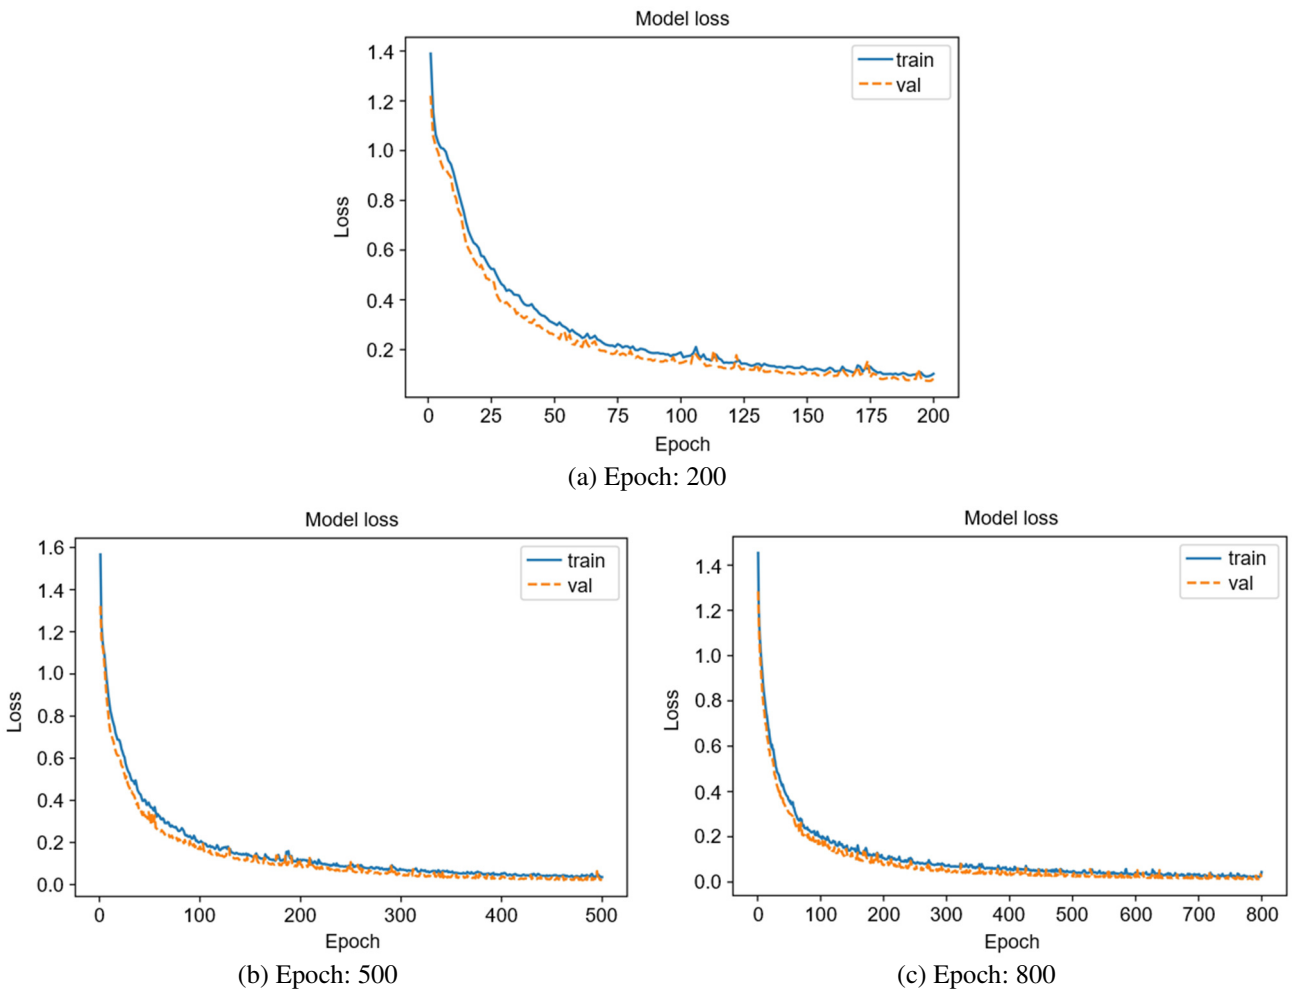 Model loss
1.4
1.2
1.0
0.8
0.6
0.4
0.2
Loss
train
val
0 25 50 75 100 125 150 175 200
Epoch
(a) Epoch: 200
Model loss
1.6
1.4
1.2
1.0
0.8
0.6
0.4
0.2
0.0
Loss
train
val
0 100 200 300 400 500
Epoch
(b) Epoch: 500
Model loss
1.4
1.2
1.0
0.8
0.6
0.4
0.2
0.0
Loss
train
val
0 100 200 300 400 500 600 700 800
Epoch
(c) Epoch: 800